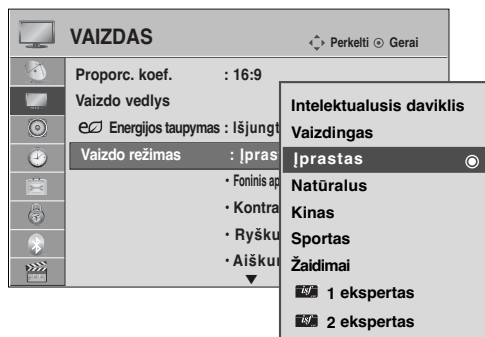 VAIZDAS
Perkelti Gerai
Proporc. koef. : 16:9
Vaizdo vedlys
Energijos taupymas : Išjungt
Vaizdo režimas : Įpras
• Foninis ap
• Kontra
• Ryšku
• Aišku
Intelektualusis daviklis
Vaizdingas
Įprastas
Natūralus
Kinas
Sportas
Žaidimai
isf 1 ekspertas
isf 2 ekspertas